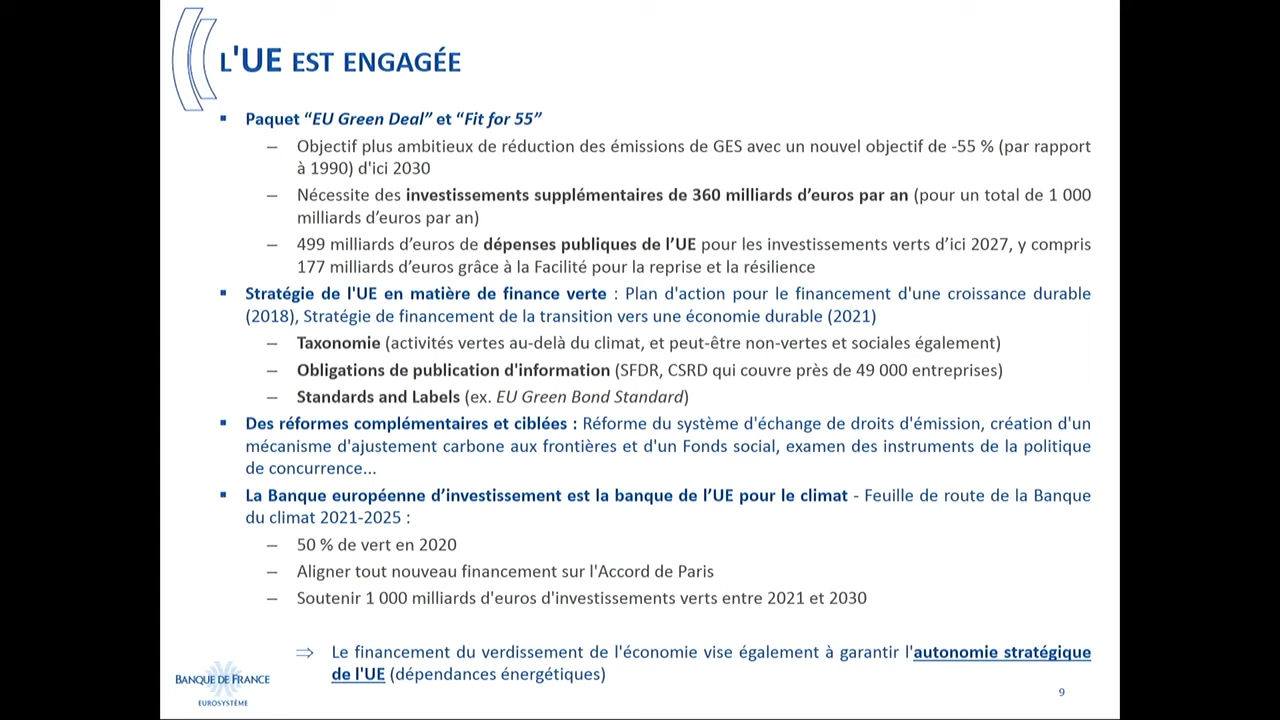 L'UE EST ENGAGÉE
▪ Paquet “EU Green Deal” et “Fit for 55”
– Objectif plus ambitieux de réduction des émissions de GES avec un nouvel objectif de -55 % (par rapport
à 1990) d'ici 2030
– Nécessite des investissements supplémentaires de 360 milliards d’euros par an (pour un total de 1 000
milliards d’euros par an)
– 499 milliards d’euros de dépenses publiques de l’UE pour les investissements verts d’ici 2027, y compris
177 milliards d’euros grâce à la Facilité pour la reprise et la résilience
▪ Stratégie de l'UE en matière de finance verte : Plan d'action pour le financement d'une croissance durable
(2018), Stratégie de financement de la transition vers une économie durable (2021)
– Taxonomie (activités vertes au-delà du climat, et peut-être non-vertes et sociales également)
– Obligations de publication d'information (SFDR, CSRD qui couvre près de 49 000 entreprises)
– Standards and Labels (ex. EU Green Bond Standard)
▪ Des réformes complémentaires et ciblées : Réforme du système d'échange de droits d'émission, création d'un
mécanisme d'ajustement carbone aux frontières et d'un Fonds social, examen des instruments de la politique
de concurrence...
▪ La Banque européenne d’investissement est la banque de l’UE pour le climat - Feuille de route de la Banque
du climat 2021-2025 :
– 50 % de vert en 2020
– Aligner tout nouveau financement sur l'Accord de Paris
– Soutenir 1 000 milliards d'euros d'investissements verts entre 2021 et 2030
⇒ Le financement du verdissement de l'économie vise également à garantir l'autonomie stratégique
de l'UE (dépendances énergétiques)
BANQUE DE FRANCE
EUROSYSTÈME
9